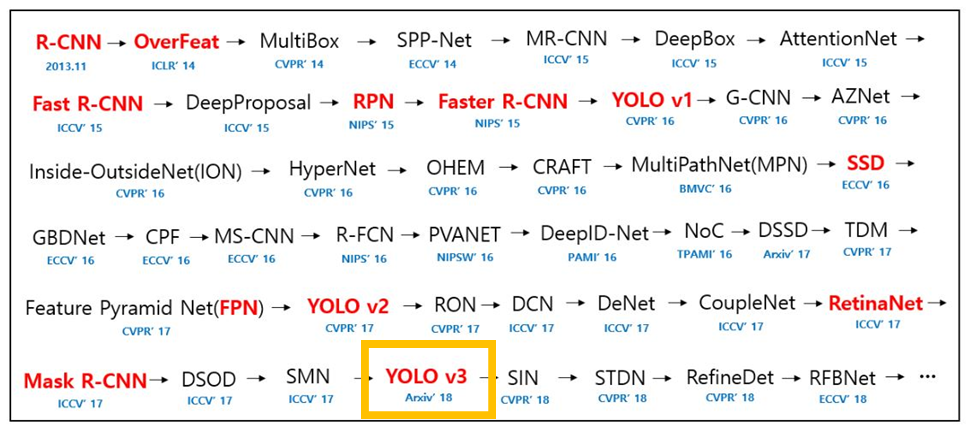 R-CNN → OverFeat → MultiBox → SPP-Net → MR-CNN → DeepBox → AttentionNet →
2013.11 ICLR' 14 CVPR' 14 ECCV' 14 ICCV' 15 ICCV' 15 ICCV' 15
Fast R-CNN → DeepProposal → RPN → Faster R-CNN → YOLO v1 → G-CNN → AZNet →
ICCV' 15 ICCV' 15 NIPS' 15 NIPS' 15 CVPR' 16 CVPR' 16 CVPR' 16
Inside-OutsideNet(ION) → HyperNet → OHEM → CRAFT → MultiPathNet(MPN) → SSD →
CVPR' 16 CVPR' 16 CVPR' 16 CVPR' 16 BMVC' 16 ECCV' 16
GBDNet → CPF → MS-CNN → R-FCN → PVANET → DeepID-Net → NoC → DSSD → TDM →
ECCV' 16 ECCV' 16 ECCV' 16 NIPS' 16 NIPSW' 16 PAMI' 16 TPAMI' 16 Arxiv' 17 CVPR' 17
Feature Pyramid Net(FPN) → YOLO v2 → RON → DCN → DeNet → CoupleNet → RetinaNet →
CVPR' 17 CVPR' 17 CVPR' 17 ICCV' 17 ICCV' 17 ICCV' 17 ICCV' 17
Mask R-CNN → DSOD → SMN → YOLO v3 → SIN → STDN → RefineDet → RFBNet → ···
ICCV' 17 ICCV' 17 ICCV' 17 Arxiv' 18 CVPR' 18 CVPR' 18 CVPR' 18 ECCV' 18